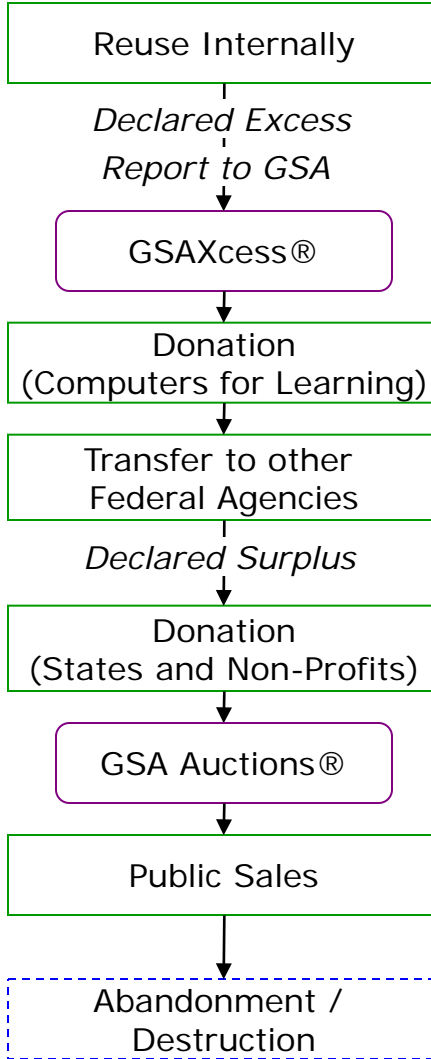 Reuse Internally
Declared Excess
Report to GSA
GSAXcess®
Donation
(Computers for Learning)
Transfer to other
Federal Agencies
Declared Surplus
Donation
(States and Non-Profits)
GSA Auctions®
Public Sales
Abandonment /
Destruction